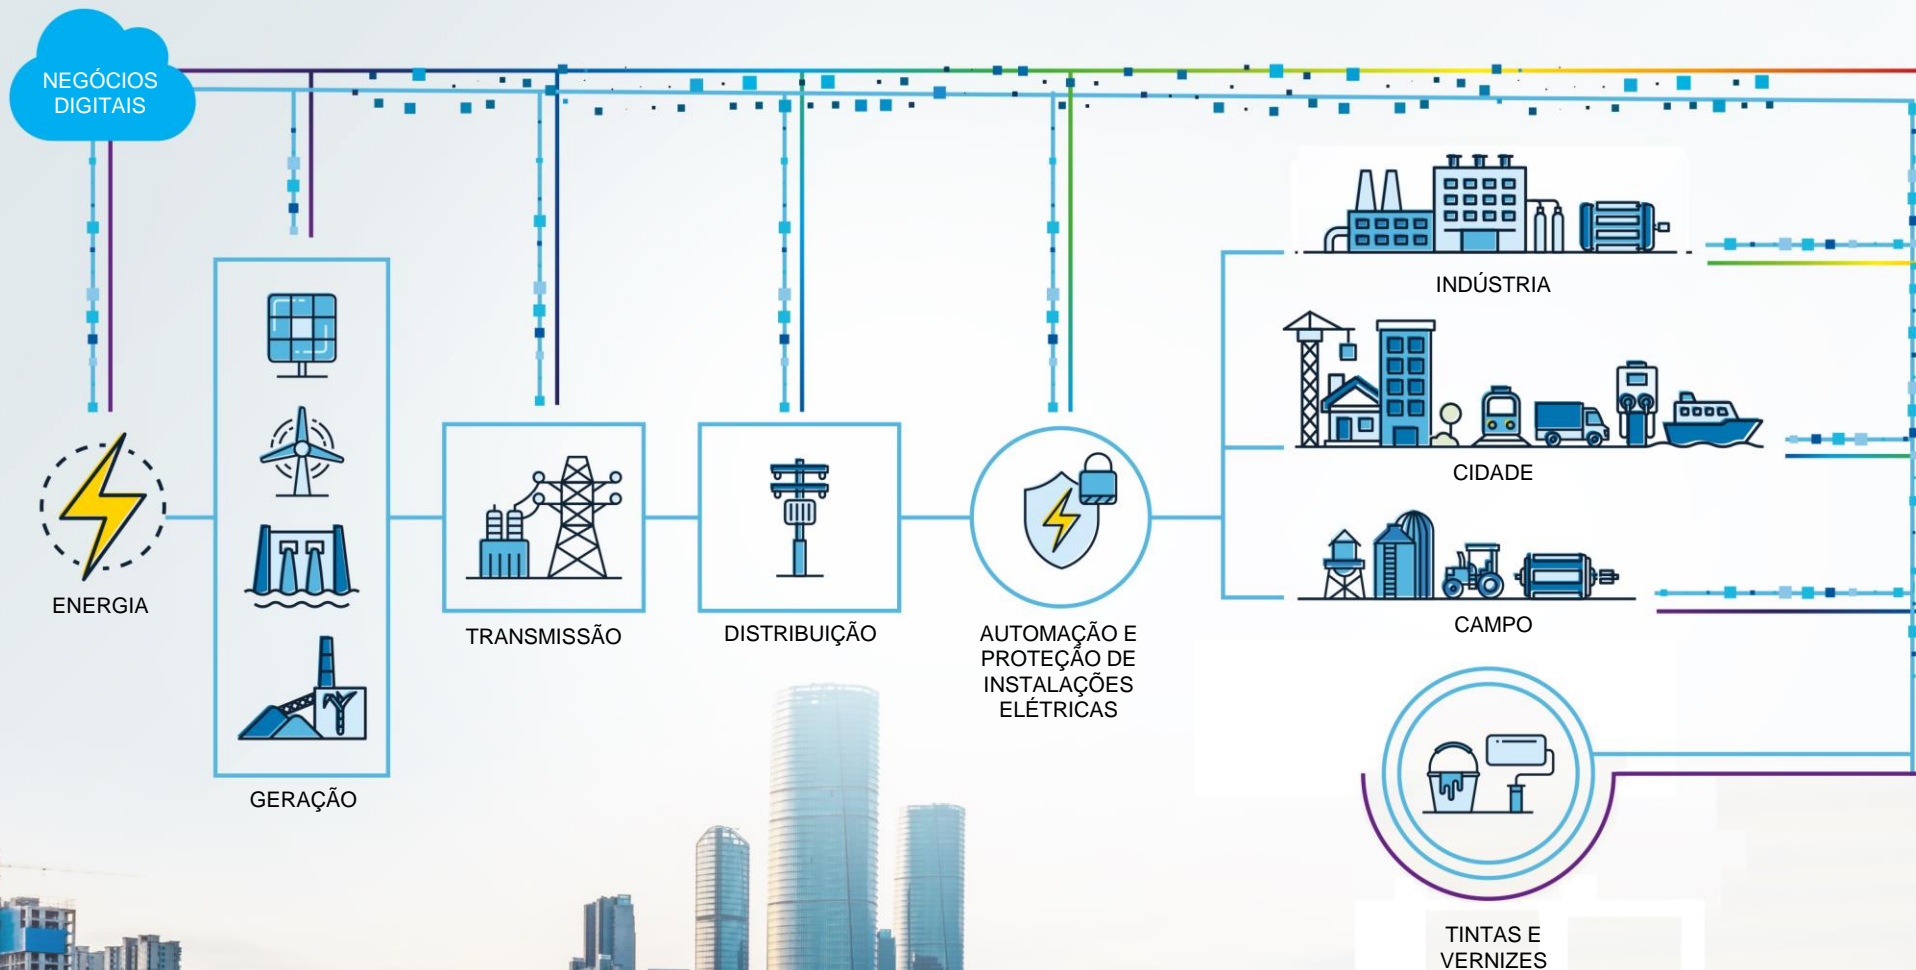 NEGÓCIOS
DIGITAIS
ENERGIA
GERAÇÃO
TRANSMISSÃO
DISTRIBUIÇÃO
AUTOMAÇÃO E
PROTEÇÃO DE
INSTALAÇÕES
ELÉTRICAS
INDÚSTRIA
CIDADE
CAMPO
TINTAS E
VERNIZES